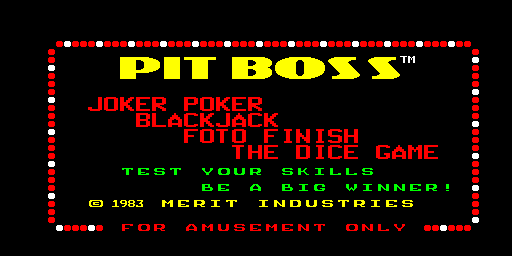 PIT BOSS™
JOKER POKER
BLACKJACK
FOTO FINISH
THE DICE GAME
TEST YOUR SKILLS
BE A BIG WINNER!
© 1983 MERIT INDUSTRIES
FOR AMUSEMENT ONLY